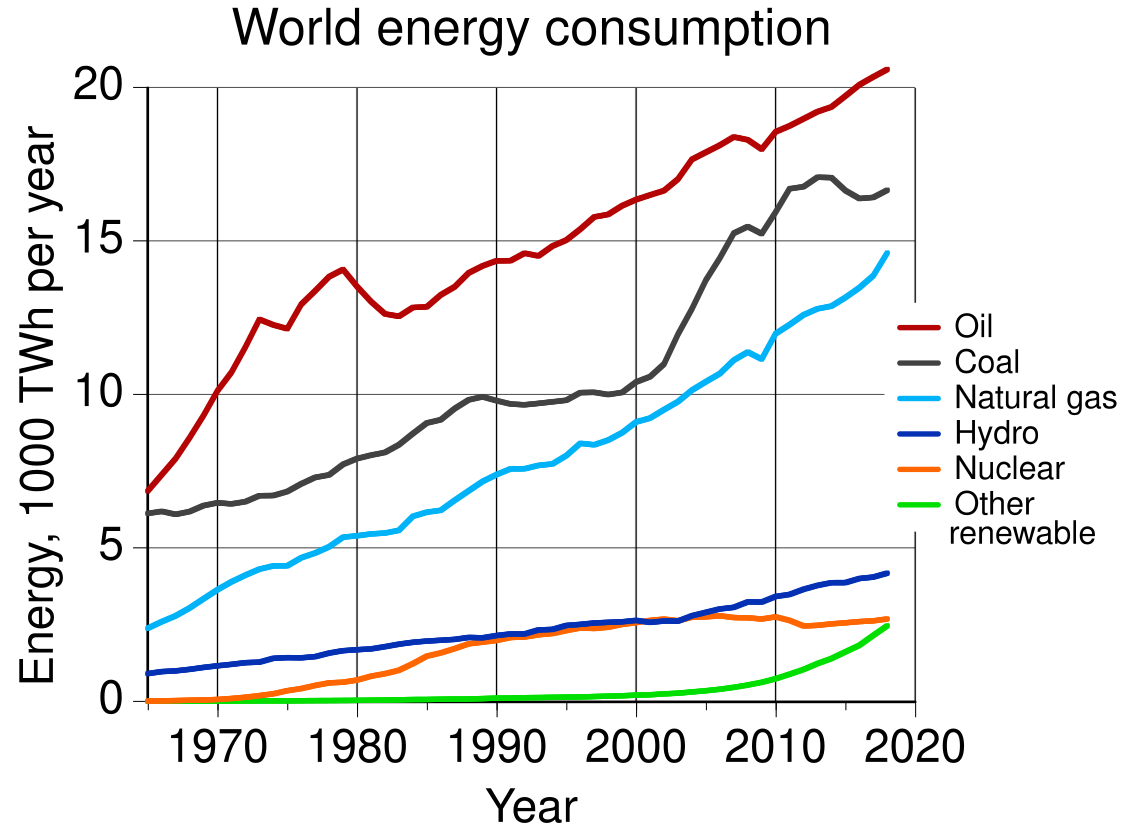 World energy consumption
Energy, 1000 TWh per year
20
15
10
5
0
1970 1980 1990 2000 2010 2020
Year
Oil
Coal
Natural gas
Hydro
Nuclear
Other
renewable